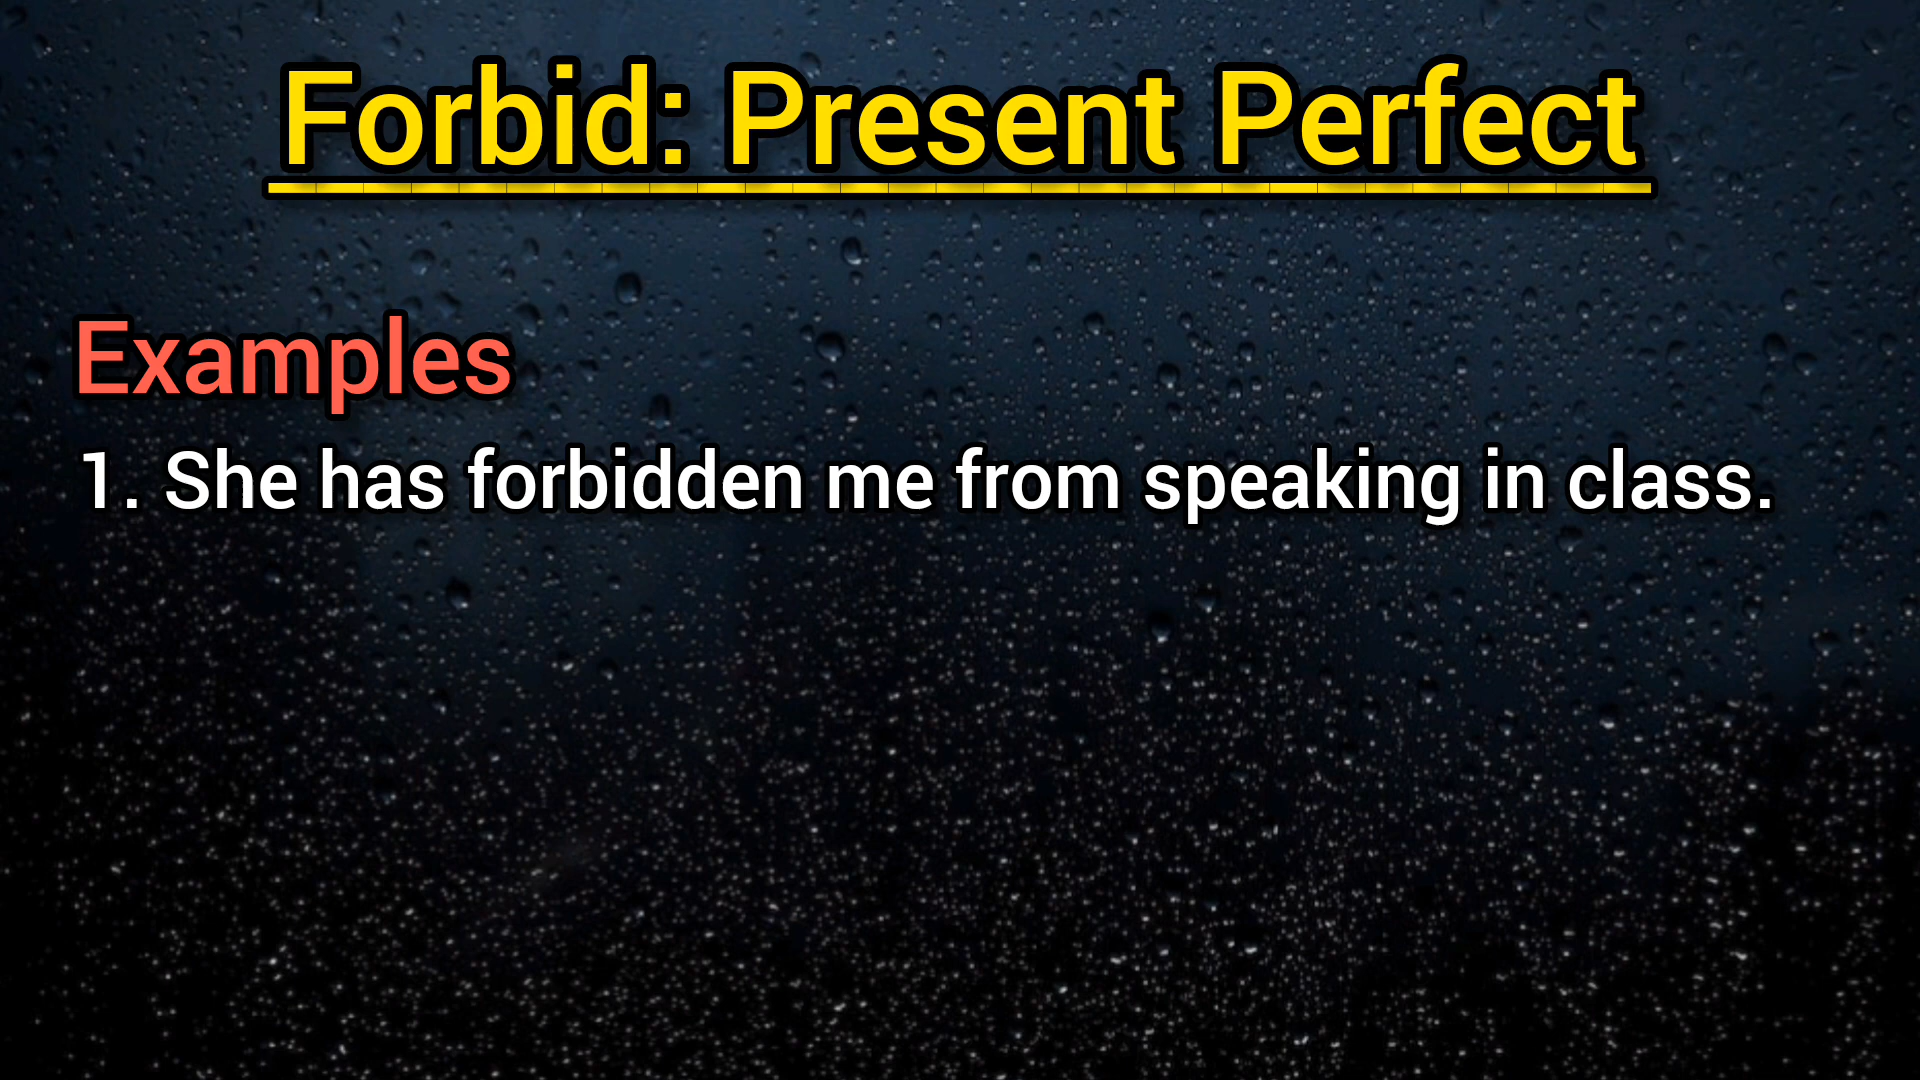 Forbid: Present Perfect
Examples
1. She has forbidden me from speaking in class.